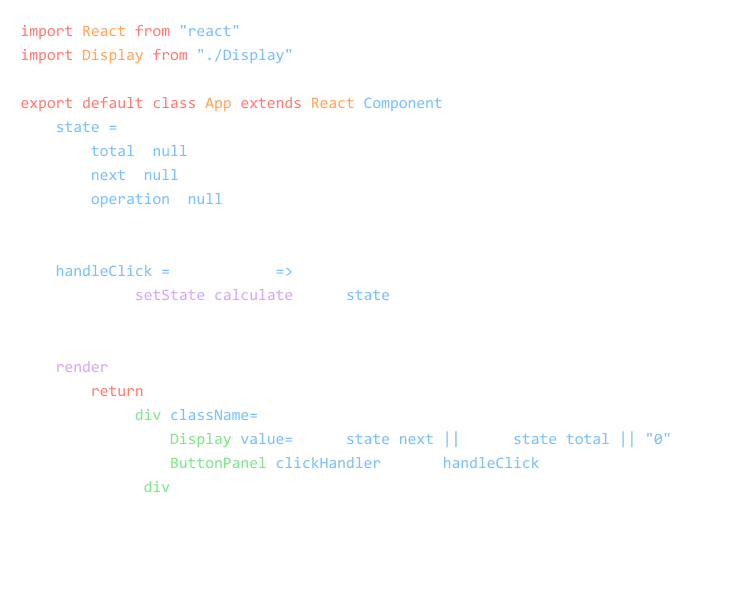 import React from "react"
import Display from "./Display"
export default class App extends React Component
state =
total null
next null
operation null
handleClick = =>
setState calculate state
render
return
div className=
Display value= state next || state total || "0"
ButtonPanel clickHandler handleClick
div